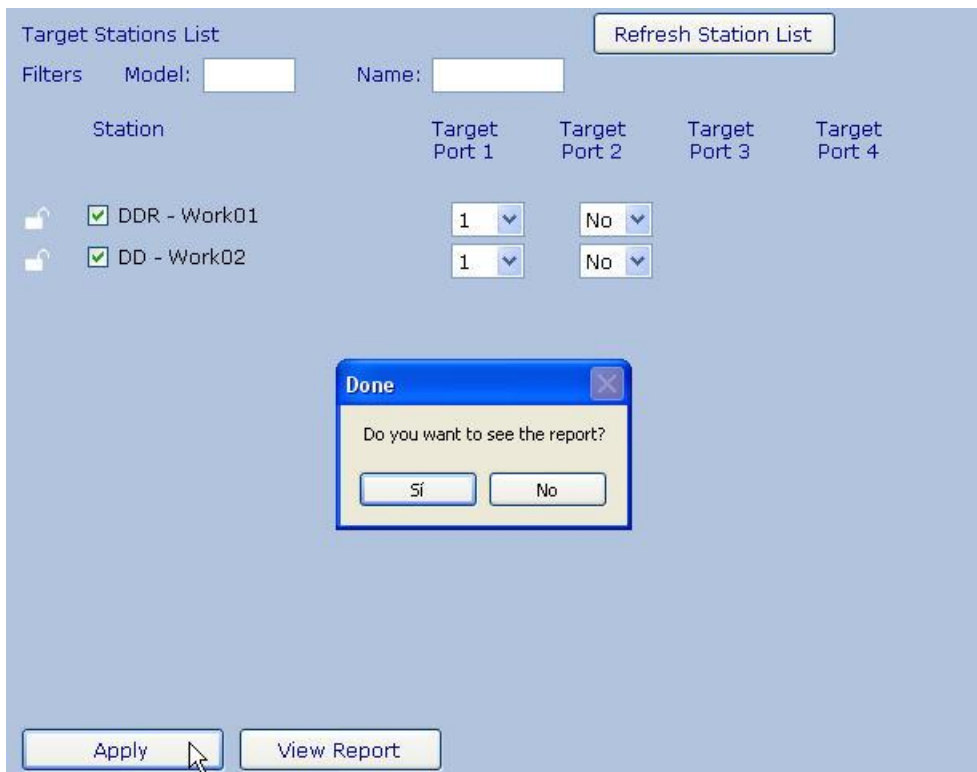 Target Stations List
Refresh Station List
Filters Model: Name:
Station Target Port 1 Target Port 2 Target Port 3 Target Port 4
DDR - Work01 1 No
DD - Work02 1 No
Done
Do you want to see the report?
Sí No
Apply View Report